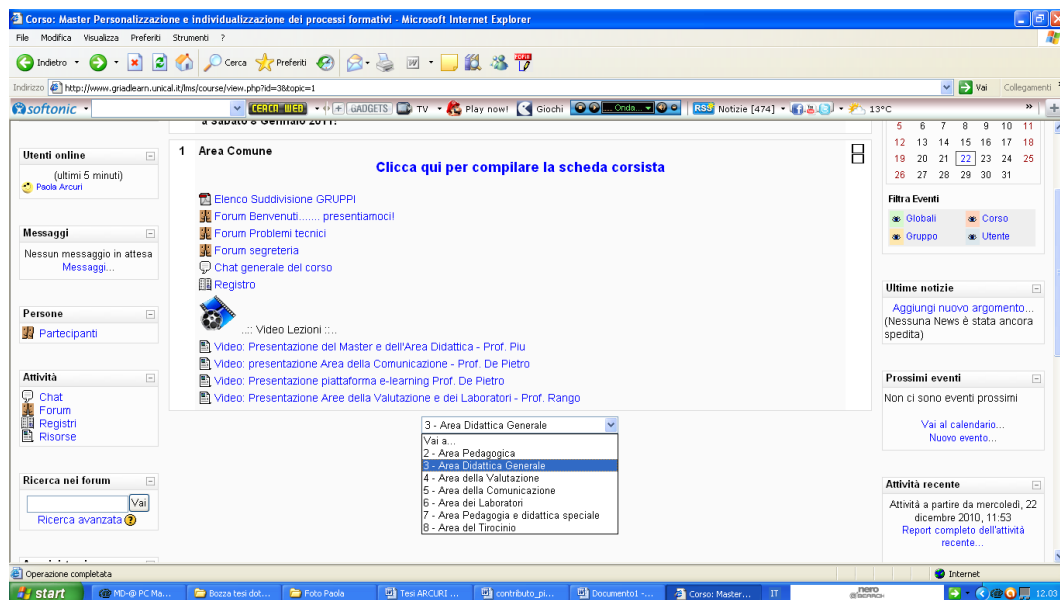 Corso: Master Personalizzazione e individualizzazione dei processi formativi - Microsoft Internet Explorer
File Modifica Visualizza Preferiti Strumenti ?
Indietro Cerca Preferiti
Indirizzo http://www.griadlearn.unical.it/lms/course/view.php?id=3&topic=1 Vai Collegamenti
softonic CERCA WEB GADGETS TV Play now! Giochi ... Onda... RSS Notizie [474] 13°C
a Sabato 8 Gennaio 2011!
Utenti online
(ultimi 5 minuti)
Paola Arcuri
Messaggi
Nessun messaggio in attesa
Messaggi...
Persone
Partecipanti
Attività
Chat
Forum
Registri
Risorse
Ricerca nei forum
Vai
Ricerca avanzata ?
1 Area Comune
Clicca qui per compilare la scheda corsista
Elenco Suddivisione GRUPPI
Forum Benvenuti....... presentiamoci!
Forum Problemi tecnici
Forum segreteria
Chat generale del corso
Registro
..:: Video Lezioni ::..
Video: Presentazione del Master e dell'Area Didattica - Prof. Piu
Video: presentazione Area della Comunicazione - Prof. De Pietro
Video: Presentazione piattaforma e-learning Prof. De Pietro
Video: Presentazione Aree della Valutazione e dei Laboratori - Prof. Rango
3 - Area Didattica Generale
Vai a...
2 - Area Pedagogica
3 - Area Didattica Generale
4 - Area della Valutazione
5 - Area della Comunicazione
6 - Area dei Laboratori
7 - Area Pedagogia e didattica speciale
8 - Area del Tirocinio
5 6 7 8 9 10 11
12 13 14 15 16 17 18
19 20 21 22 23 24 25
26 27 28 29 30 31
Filtra Eventi
Globali Corso
Gruppo Utente
Ultime notizie
Aggiungi nuovo argomento...
(Nessuna News è stata ancora
spedita)
Prossimi eventi
Non ci sono eventi prossimi
Vai al calendario...
Nuovo evento...
Attività recente
Attività a partire da mercoledì, 22
dicembre 2010, 11:53
Report completo dell'attività
recente...
Operazione completata Internet
start MD-@ PC Ma... Bozza tesi dot... Foto Paola Tesi ARCURI ... contributo_pi... Documento1 -... Corso: Master... IT nero SEARCH 12.03